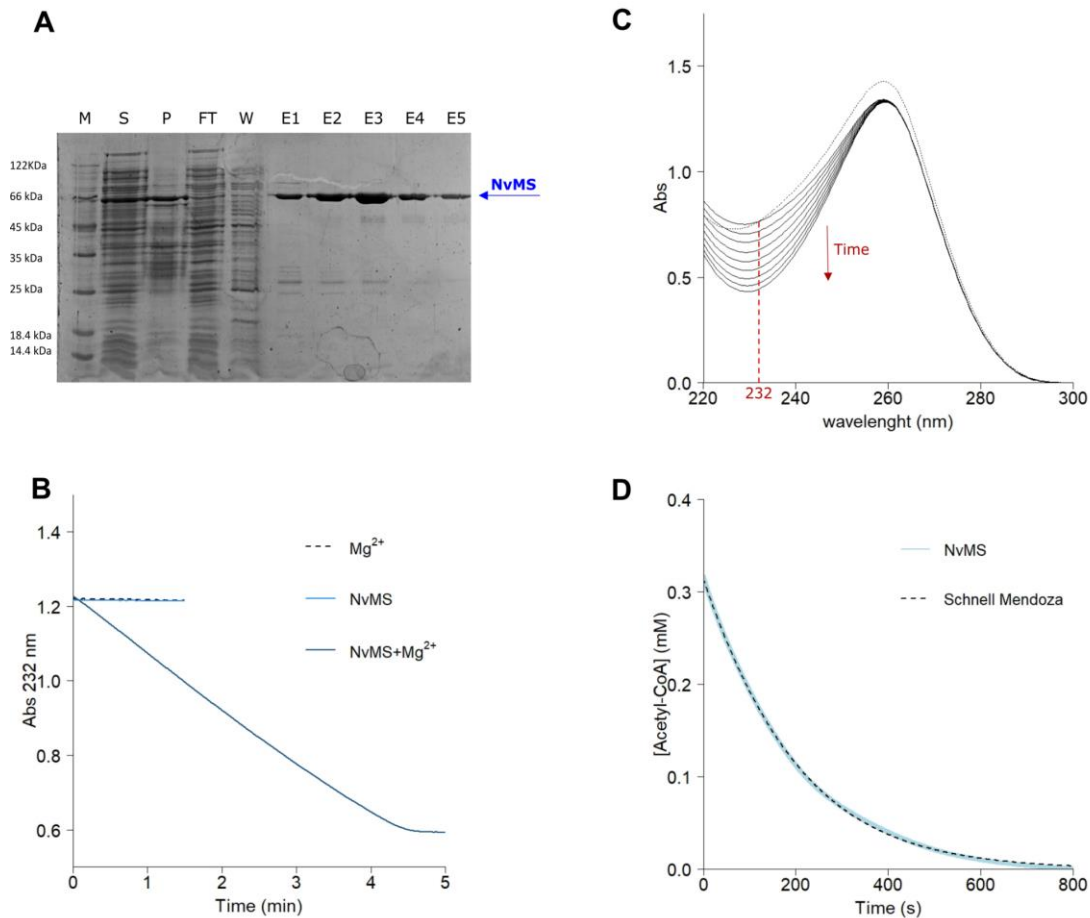 A
M S P FT W E1 E2 E3 E4 E5
122KDa
66 kDa
45 kDa
35 kDa
25 kDa
18.4 kDa
14.4 kDa
NvMS
C
1.5
1.0
0.5
0.0
Abs
Time
232
220 240 260 280 300
wavelenght (nm)
B
1.4
1.2
1.0
0.8
0.6
Abs 232 nm
Mg²⁺
NvMS
NvMS+Mg²⁺
0 1 2 3 4 5
Time (min)
D
0.4
0.3
0.2
0.1
0.0
[Acetyl-CoA] (mM)
NvMS
Schnell Mendoza
0 200 400 600 800
Time (s)